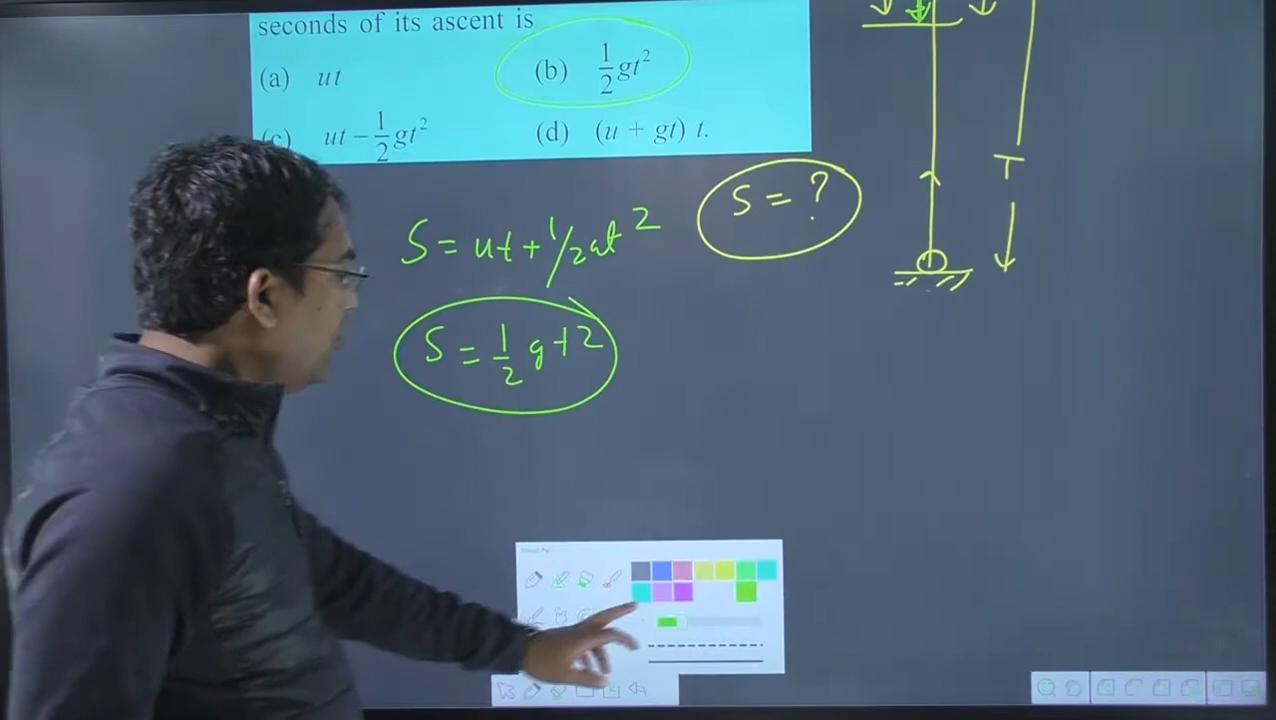 seconds of its ascent is
(a) ut
(b) 1/2 gt²
(c) ut − 1/2 gt²
(d) (u + gt) t.
S = ?
T
S = ut + 1/2 at²
S = 1/2 gt2